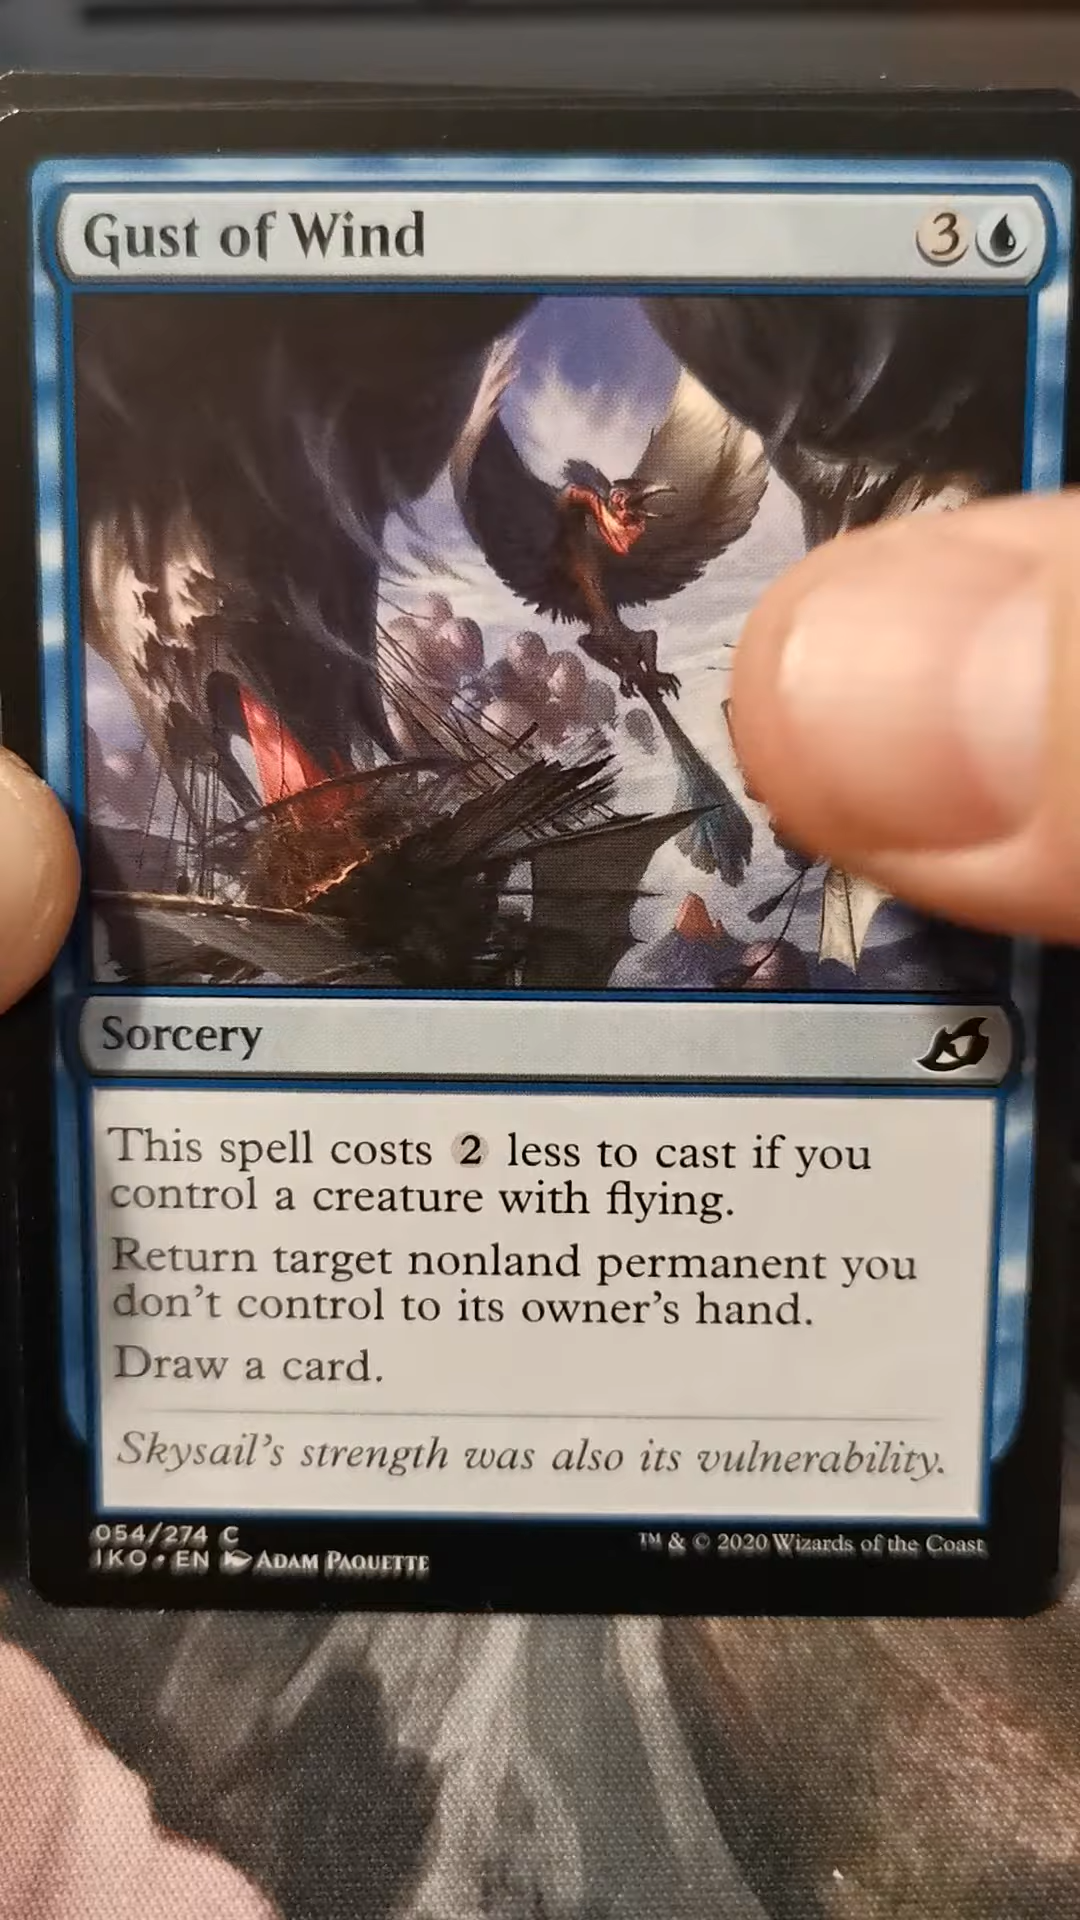 Gust of Wind 3
Sorcery
This spell costs 2 less to cast if you
control a creature with flying.
Return target nonland permanent you
don't control to its owner's hand.
Draw a card.
Skysail's strength was also its vulnerability.
054/274 C
IKO • EN Adam Paquette
™ & © 2020 Wizards of the Coast